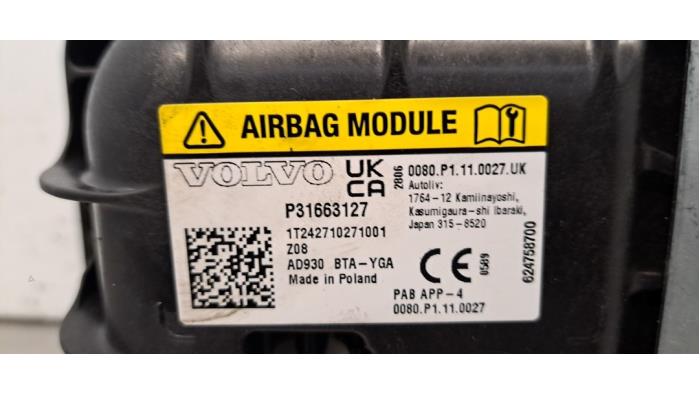 AIRBAG MODULE
VOLVO
UK
CA
2806
0080.P1.11.0027.UK
Autoliv:
1764-12 Kamiinayoshi,
Kasumigaura-shi Ibaraki,
Japan 315-8520
P31663127
1T242710271001
Z08
AD930 BTA-YGA
Made in Poland
CE
0589
624758700
PAB APP-4
0080.P1.11.0027